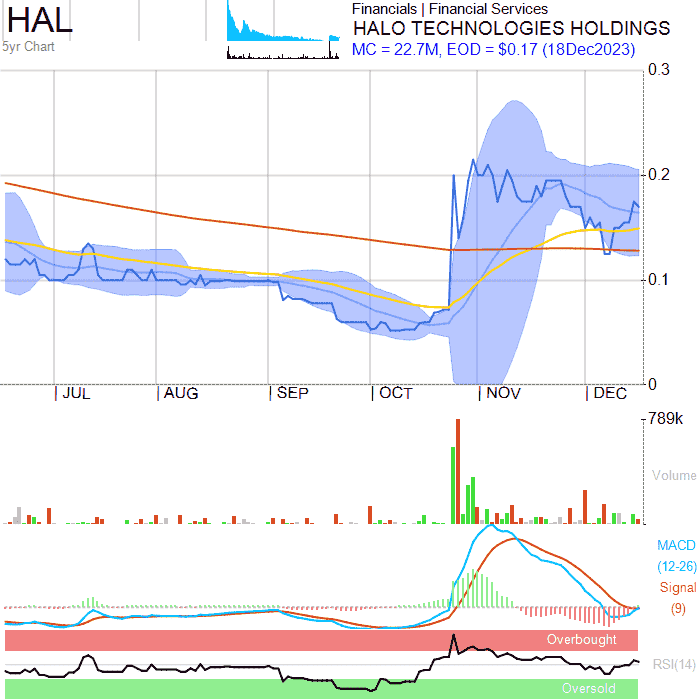 HAL
5yr Chart
Financials | Financial Services
HALO TECHNOLOGIES HOLDINGS
MC = 22.7M, EOD = $0.17 (18Dec2023)
0.3
0.2
0.1
0
JUL
AUG
SEP
OCT
NOV
DEC
789k
Volume
MACD
(12-26)
Signal
(9)
Overbought
RSI(14)
Oversold